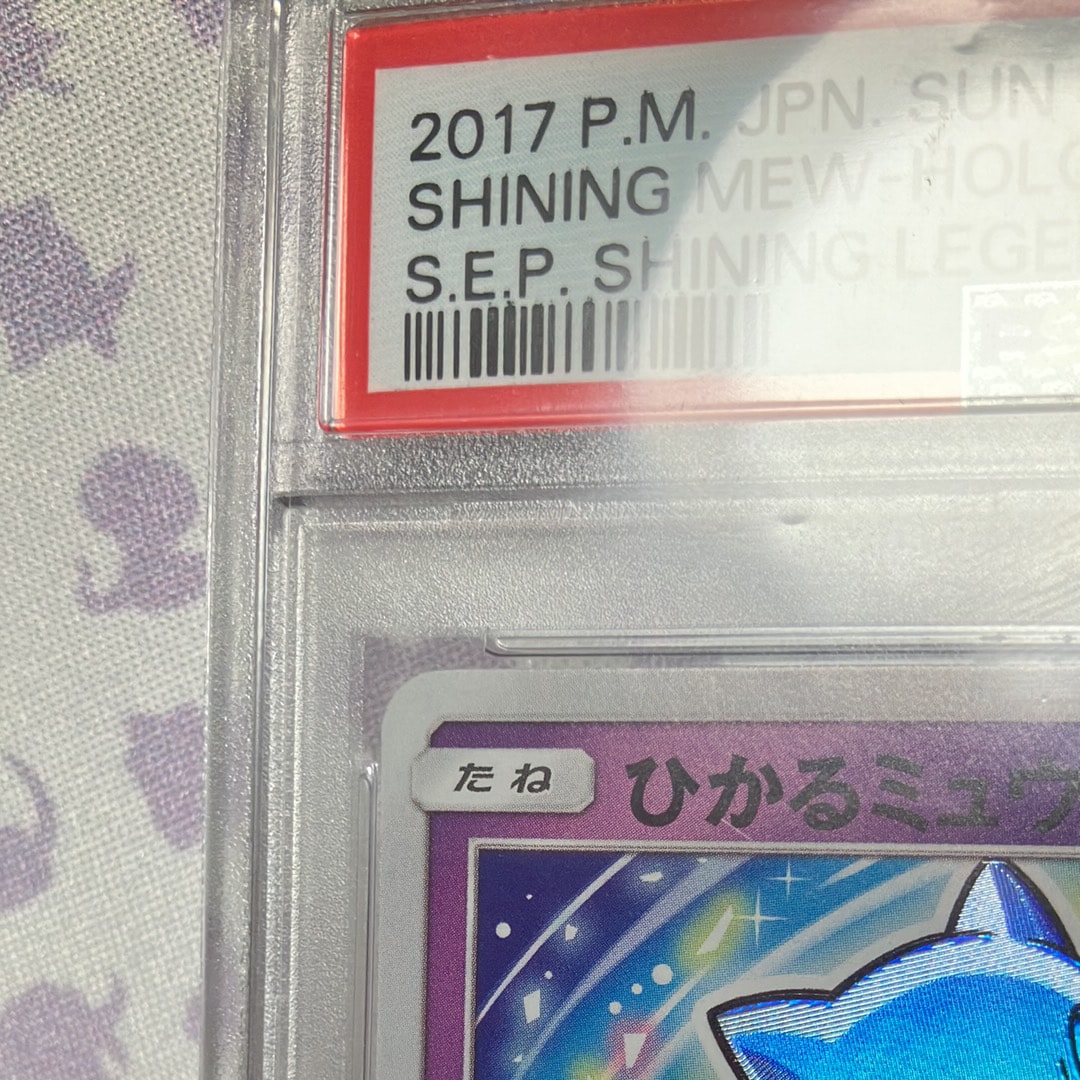 2017 P.M. JPN. SUN
SHINING MEW-HOLO
S.E.P. SHINING LEGE
たね
ひかるミュウ